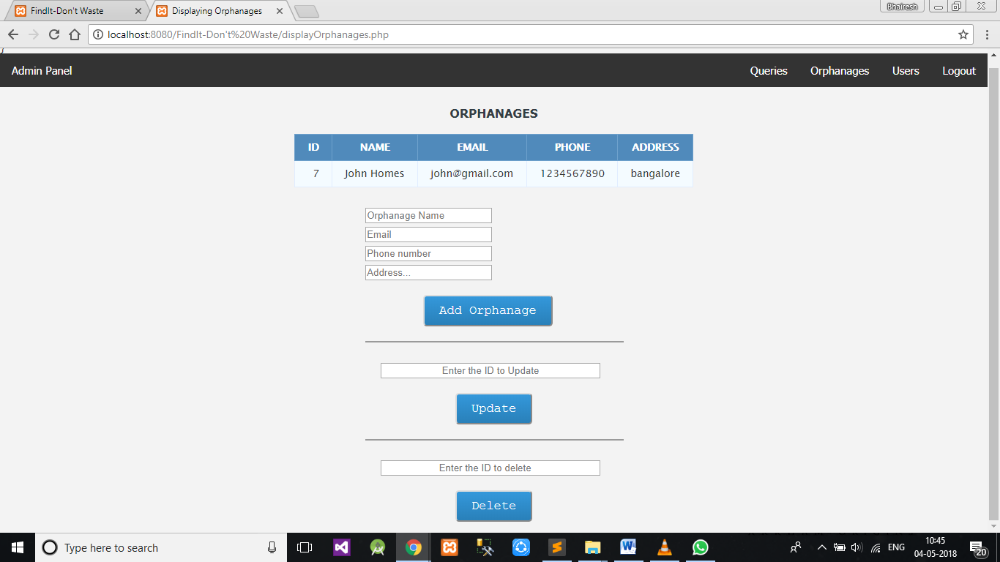 FindIt-Don't Waste
Displaying Orphanages
Bhairesh
localhost:8080/FindIt-Don't%20Waste/displayOrphanages.php
Admin Panel
Queries
Orphanages
Users
Logout
ORPHANAGES
ID NAME EMAIL PHONE ADDRESS
7 John Homes john@gmail.com 1234567890 bangalore
Orphanage Name
Email
Phone number
Address...
Add Orphanage
Enter the ID to Update
Update
Enter the ID to delete
Delete
Type here to search
ENG
10:45
04-05-2018
20